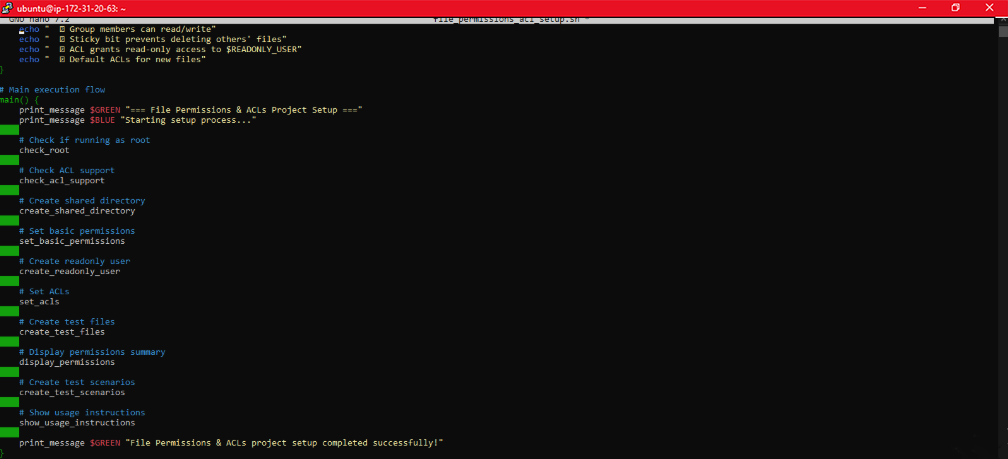 ubuntu@ip-172-31-20-63: ~
GNU nano 7.2 file_permissions_acl_setup.sh *
echo "  Group members can read/write"
echo "  Sticky bit prevents deleting others' files"
echo "  ACL grants read-only access to $READONLY_USER"
echo "  Default ACLs for new files"
}
# Main execution flow
main() {
print_message $GREEN "=== File Permissions & ACLs Project Setup ==="
print_message $BLUE "Starting setup process..."
# Check if running as root
check_root
# Check ACL support
check_acl_support
# Create shared directory
create_shared_directory
# Set basic permissions
set_basic_permissions
# Create readonly user
create_readonly_user
# Set ACLs
set_acls
# Create test files
create_test_files
# Display permissions summary
display_permissions
# Create test scenarios
create_test_scenarios
# Show usage instructions
show_usage_instructions
print_message $GREEN "File Permissions & ACLs project setup completed successfully!"
}